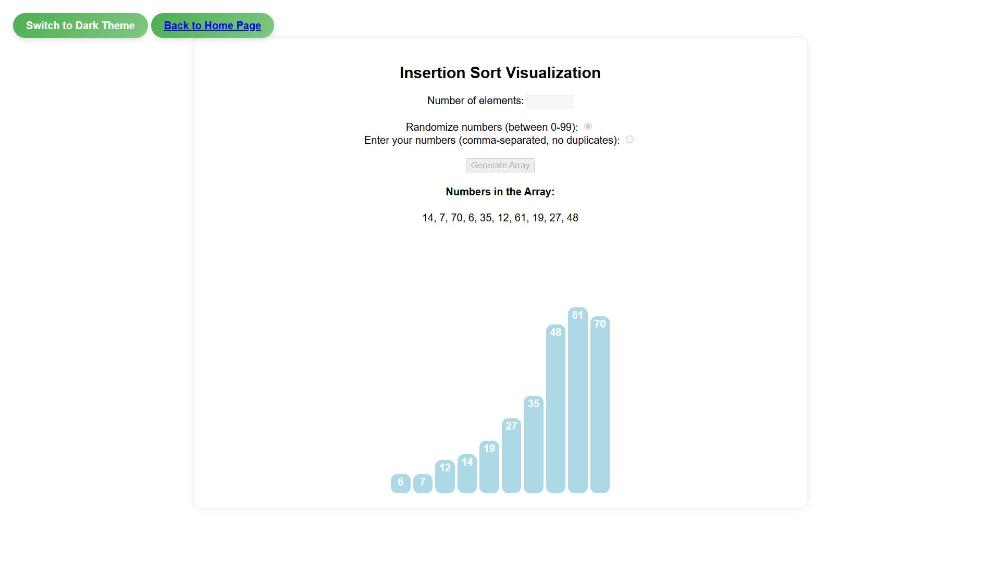 Switch to Dark Theme
Back to Home Page
Insertion Sort Visualization
Number of elements:
Randomize numbers (between 0-99):
Enter your numbers (comma-separated, no duplicates):
Generate Array
Numbers in the Array:
14, 7, 70, 6, 35, 12, 61, 19, 27, 48
6 7 12 14 19 27 35 48 61 70